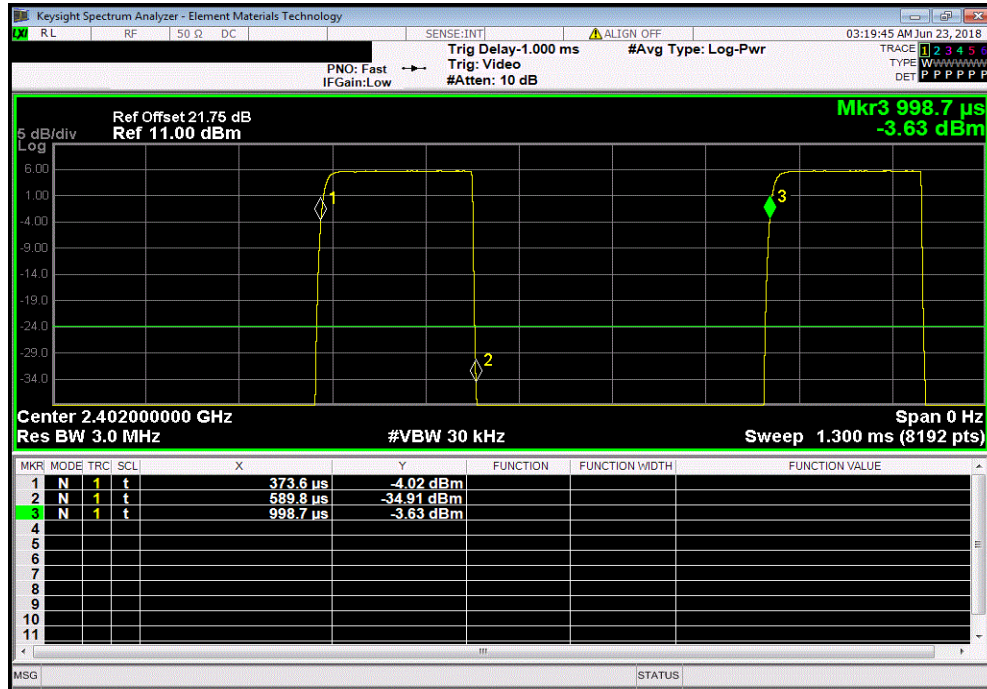 Keysight Spectrum Analyzer - Element Materials Technology
LXI RL RF 50 Ω DC SENSE:INT ALIGN OFF 03:19:45 AM Jun 23, 2018
Trig Delay-1.000 ms #Avg Type: Log-Pwr TRACE 1 2 3 4 5 6
PNO: Fast Trig: Video TYPE WWWWWW
IFGain:Low #Atten: 10 dB DET P P P P P P
Mkr3 998.7 µs
-3.63 dBm
Ref Offset 21.75 dB
5 dB/div Ref 11.00 dBm
Log
6.00
1.00
-4.00
-9.00
-14.0
-19.0
-24.0
-29.0
-34.0
1
2
3
Center 2.402000000 GHz Span 0 Hz
Res BW 3.0 MHz #VBW 30 kHz Sweep 1.300 ms (8192 pts)
MKR MODE TRC SCL X Y FUNCTION FUNCTION WIDTH FUNCTION VALUE
1 N 1 t 373.6 µs -4.02 dBm
2 N 1 t 589.8 µs -34.91 dBm
3 N 1 t 998.7 µs -3.63 dBm
4
5
6
7
8
9
10
11
MSG STATUS